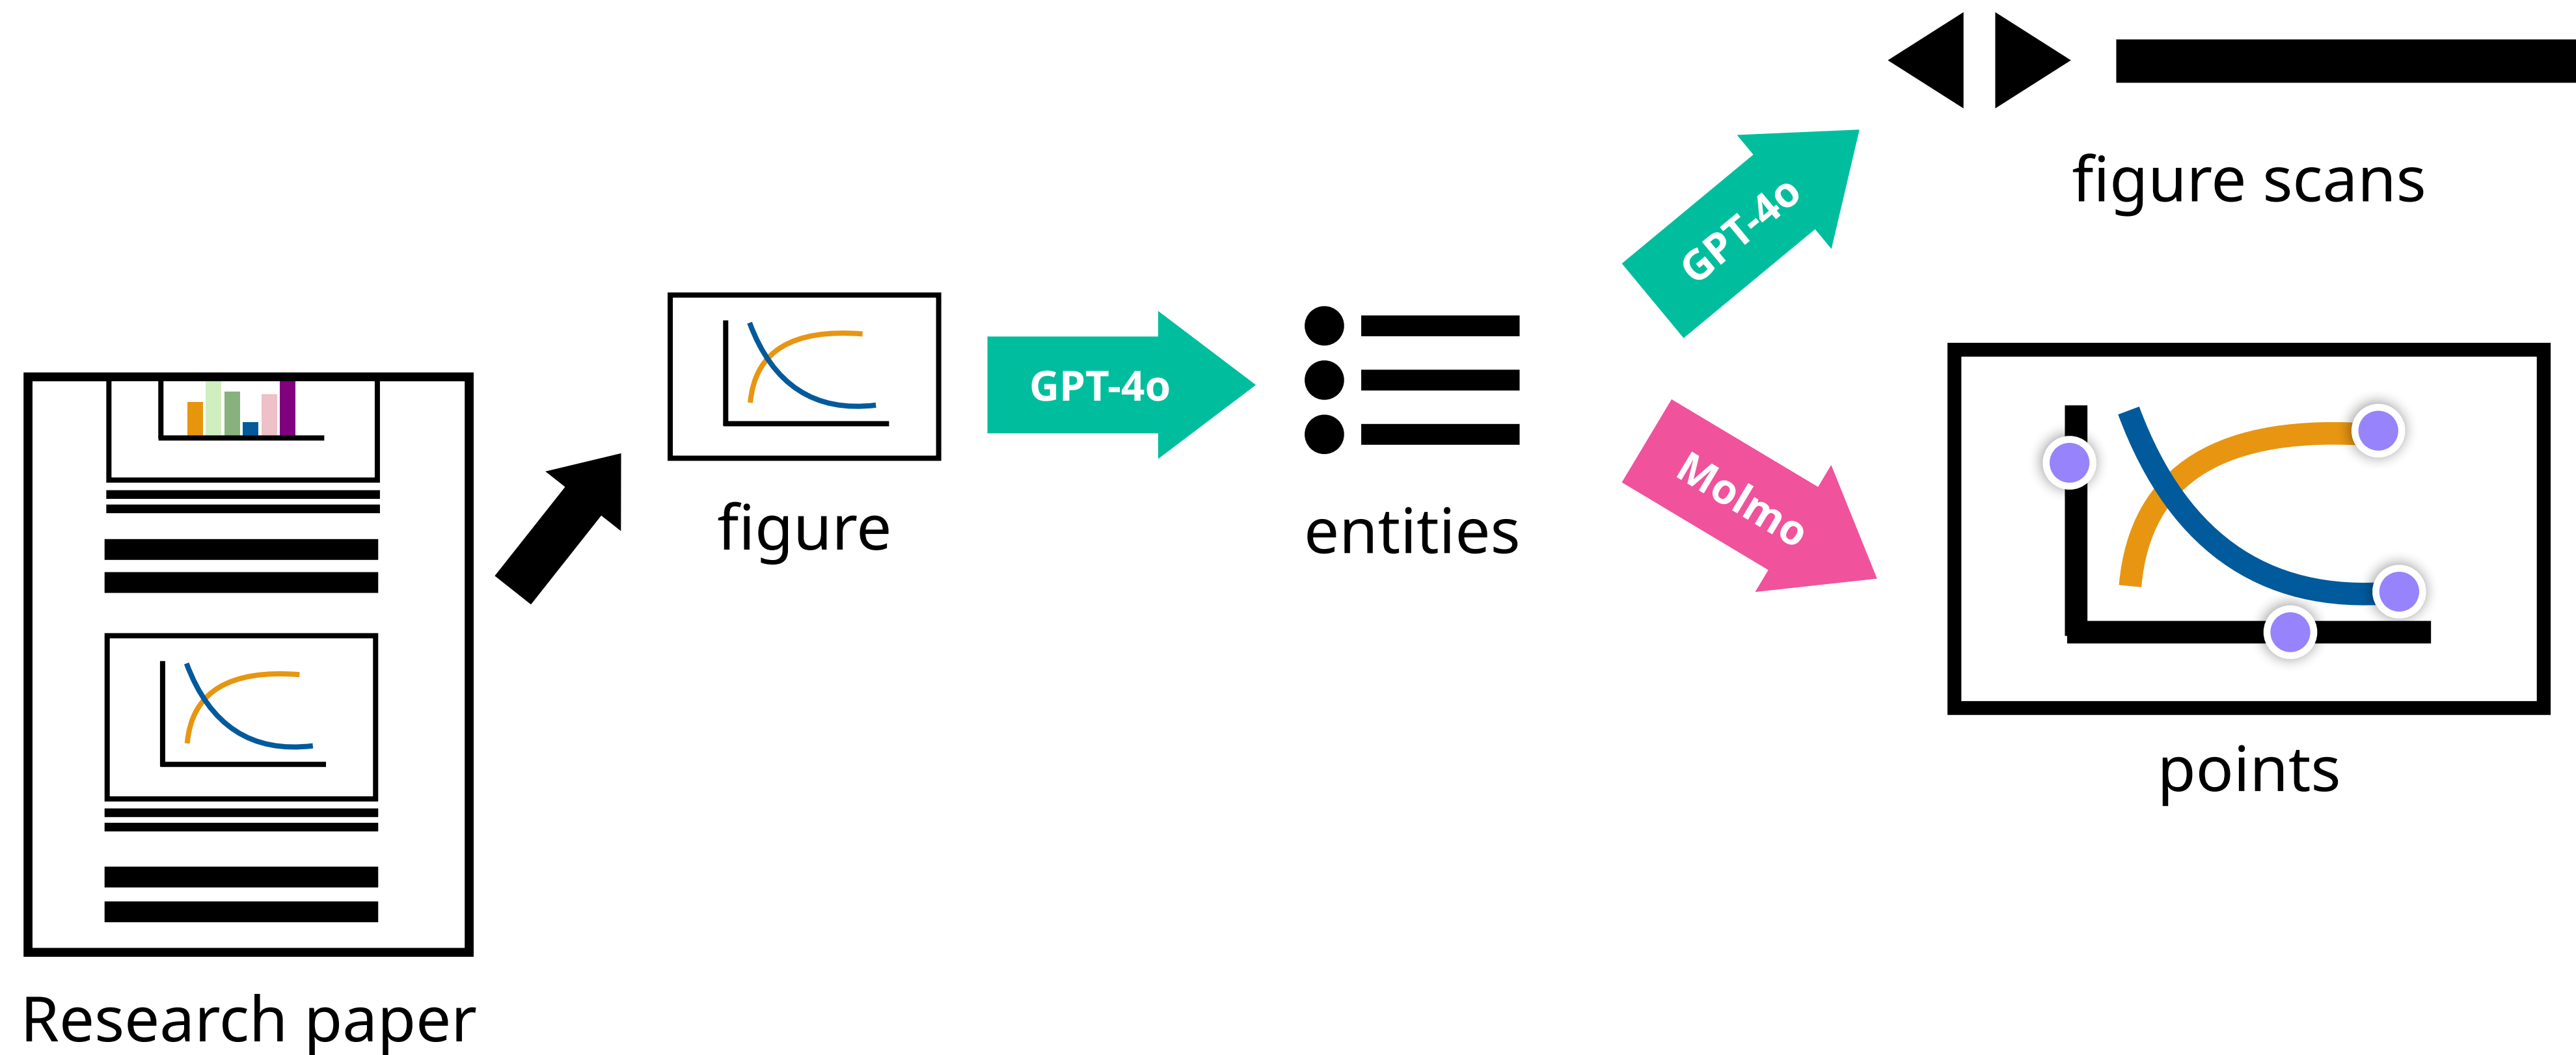 Research paper
figure
GPT-4o
entities
GPT-4o
figure scans
Molmo
points